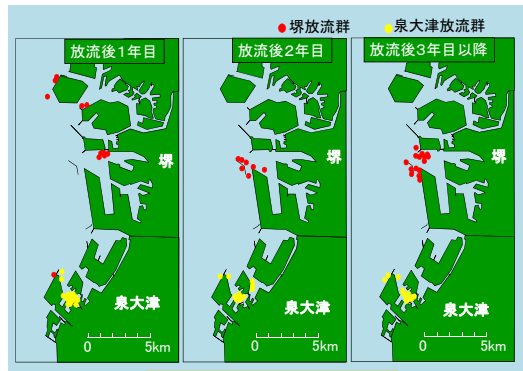 ●堺放流群 ●泉大津放流群
放流後1年目
堺
泉大津
0 5km
放流後2年目
堺
泉大津
0 5km
放流後3年目以降
堺
泉大津
0 5km